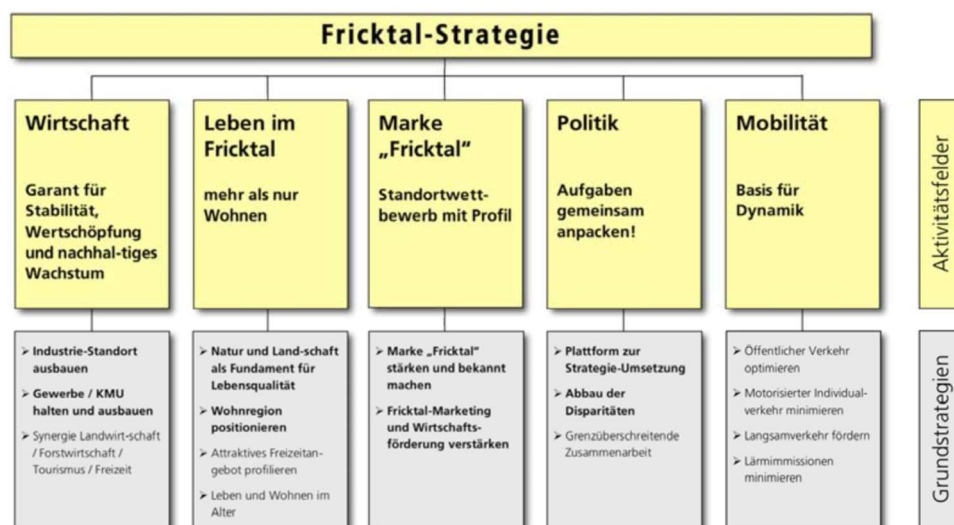 Fricktal-Strategie
Wirtschaft
Garant für
Stabilität,
Wertschöpfung
und nachhal-tiges
Wachstum
Leben im
Fricktal
mehr als nur
Wohnen
Marke
„Fricktal“
Standortwett-
bewerb mit Profil
Politik
Aufgaben
gemeinsam
anpacken!
Mobilität
Basis für
Dynamik
Aktivitätsfelder
➢ Industrie-Standort
ausbauen
➢ Gewerbe / KMU
halten und ausbauen
➢ Synergie Landwirt-schaft
/ Forstwirtschaft /
Tourismus / Freizeit
➢ Natur und Land-schaft
als Fundament für
Lebensqualität
➢ Wohnregion
positionieren
➢ Attraktives Freizeitan-
gebot profilieren
➢ Leben und Wohnen im
Alter
➢ Marke „Fricktal“
stärken und bekannt
machen
➢ Fricktal-Marketing
und Wirtschafts-
förderung verstärken
➢ Plattform zur
Strategie-Umsetzung
➢ Abbau der
Disparitäten
➢ Grenzüberschreitende
Zusammenarbeit
➢ Öffentlicher Verkehr
optimieren
➢ Motorisierter Individual-
verkehr minimieren
➢ Langsamverkehr fördern
➢ Lärmimmissionen
minimieren
Grundstrategien